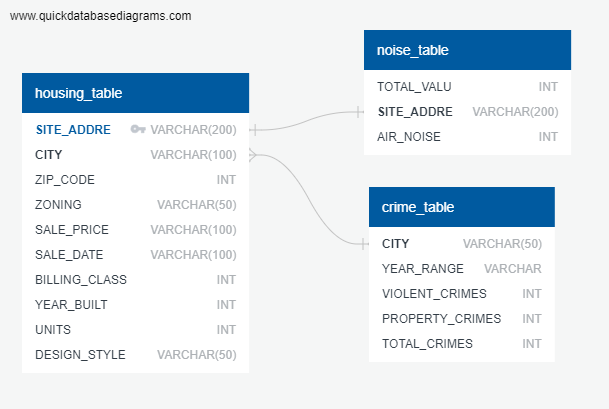 www.quickdatabasediagrams.com
housing_table
SITE_ADDRE VARCHAR(200)
CITY VARCHAR(100)
ZIP_CODE INT
ZONING VARCHAR(50)
SALE_PRICE VARCHAR(100)
SALE_DATE VARCHAR(100)
BILLING_CLASS INT
YEAR_BUILT INT
UNITS INT
DESIGN_STYLE VARCHAR(50)
noise_table
TOTAL_VALU INT
SITE_ADDRE VARCHAR(200)
AIR_NOISE INT
crime_table
CITY VARCHAR(50)
YEAR_RANGE VARCHAR
VIOLENT_CRIMES INT
PROPERTY_CRIMES INT
TOTAL_CRIMES INT